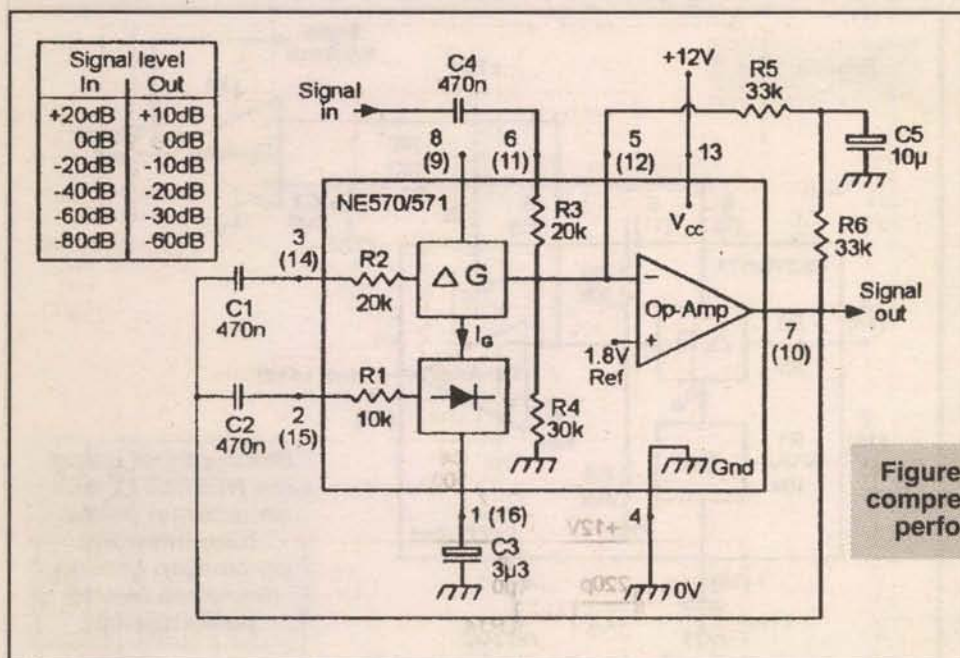 Signal level
In Out
+20dB +10dB
0dB 0dB
-20dB -10dB
-40dB -20dB
-60dB -30dB
-80dB -60dB
Signal in
C4
470n
+12V
R5
33k
C5
10µ
8
(9)
6
(11)
5
(12)
13
NE570/571
R3
20k
VCC
R6
33k
3
(14)
R2
20k
ΔG
C1
470n
IG
−
Op-Amp
+
1.8V
Ref
Signal
out
7
(10)
R1
10k
C2
470n
2
(15)
R4
30k
Gnd
1 (16)
4
C3
3µ3
0V
Figure
compre
perfo
+12V
220p